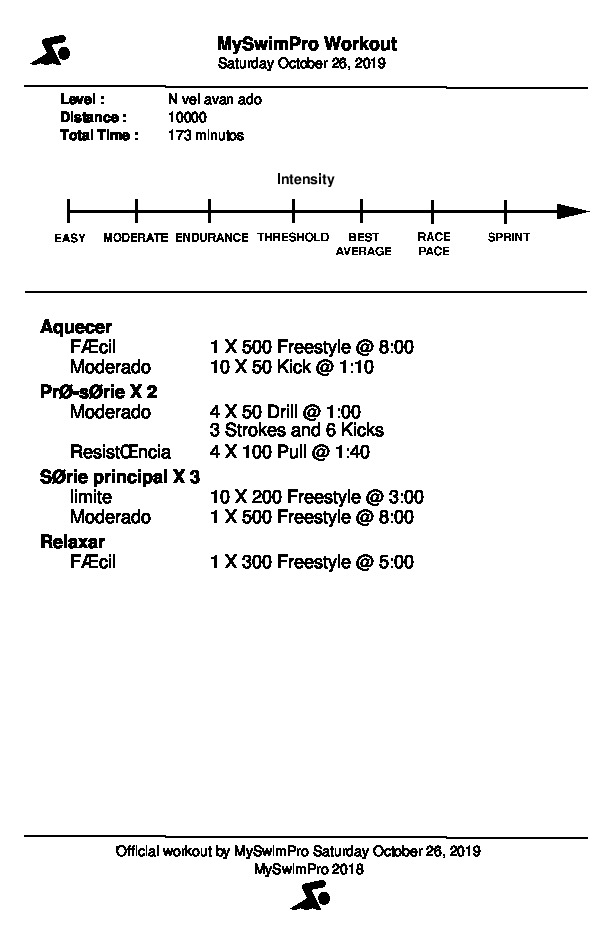 MySwimPro Workout
Saturday October 26, 2019
Level : N vel avan ado
Distance : 10000
Total Time : 173 minutos
Intensity
EASY MODERATE ENDURANCE THRESHOLD BEST AVERAGE RACE PACE SPRINT
Aquecer
FÆcil 1 X 500 Freestyle @ 8:00
Moderado 10 X 50 Kick @ 1:10
PrØ-sØrie X 2
Moderado 4 X 50 Drill @ 1:00
3 Strokes and 6 Kicks
ResistŒncia 4 X 100 Pull @ 1:40
SØrie principal X 3
limite 10 X 200 Freestyle @ 3:00
Moderado 1 X 500 Freestyle @ 8:00
Relaxar
FÆcil 1 X 300 Freestyle @ 5:00
Official workout by MySwimPro Saturday October 26, 2019
MySwimPro 2018